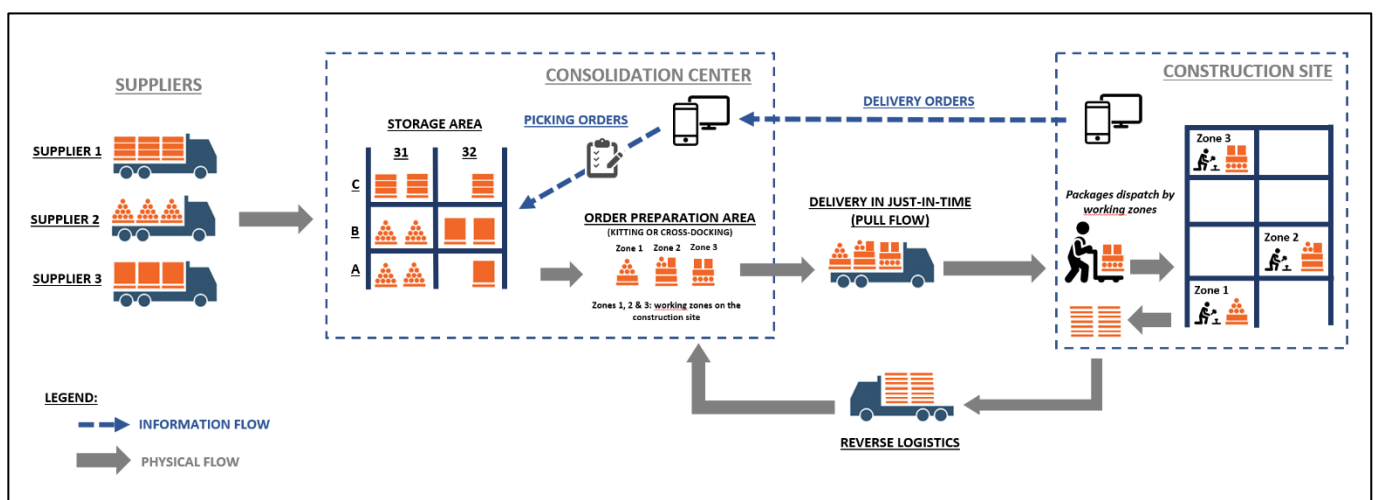 SUPPLIERS
SUPPLIER 1
SUPPLIER 2
SUPPLIER 3
CONSOLIDATION CENTER
STORAGE AREA
31 32
C
B
A
PICKING ORDERS
ORDER PREPARATION AREA
(KITTING OR CROSS-DOCKING)
Zone 1 Zone 2 Zone 3
Zones 1, 2 & 3: working zones on the
construction site
DELIVERY ORDERS
DELIVERY IN JUST-IN-TIME
(PULL FLOW)
CONSTRUCTION SITE
Packages dispatch by
working zones
Zone 3
Zone 2
Zone 1
REVERSE LOGISTICS
LEGEND:
INFORMATION FLOW
PHYSICAL FLOW